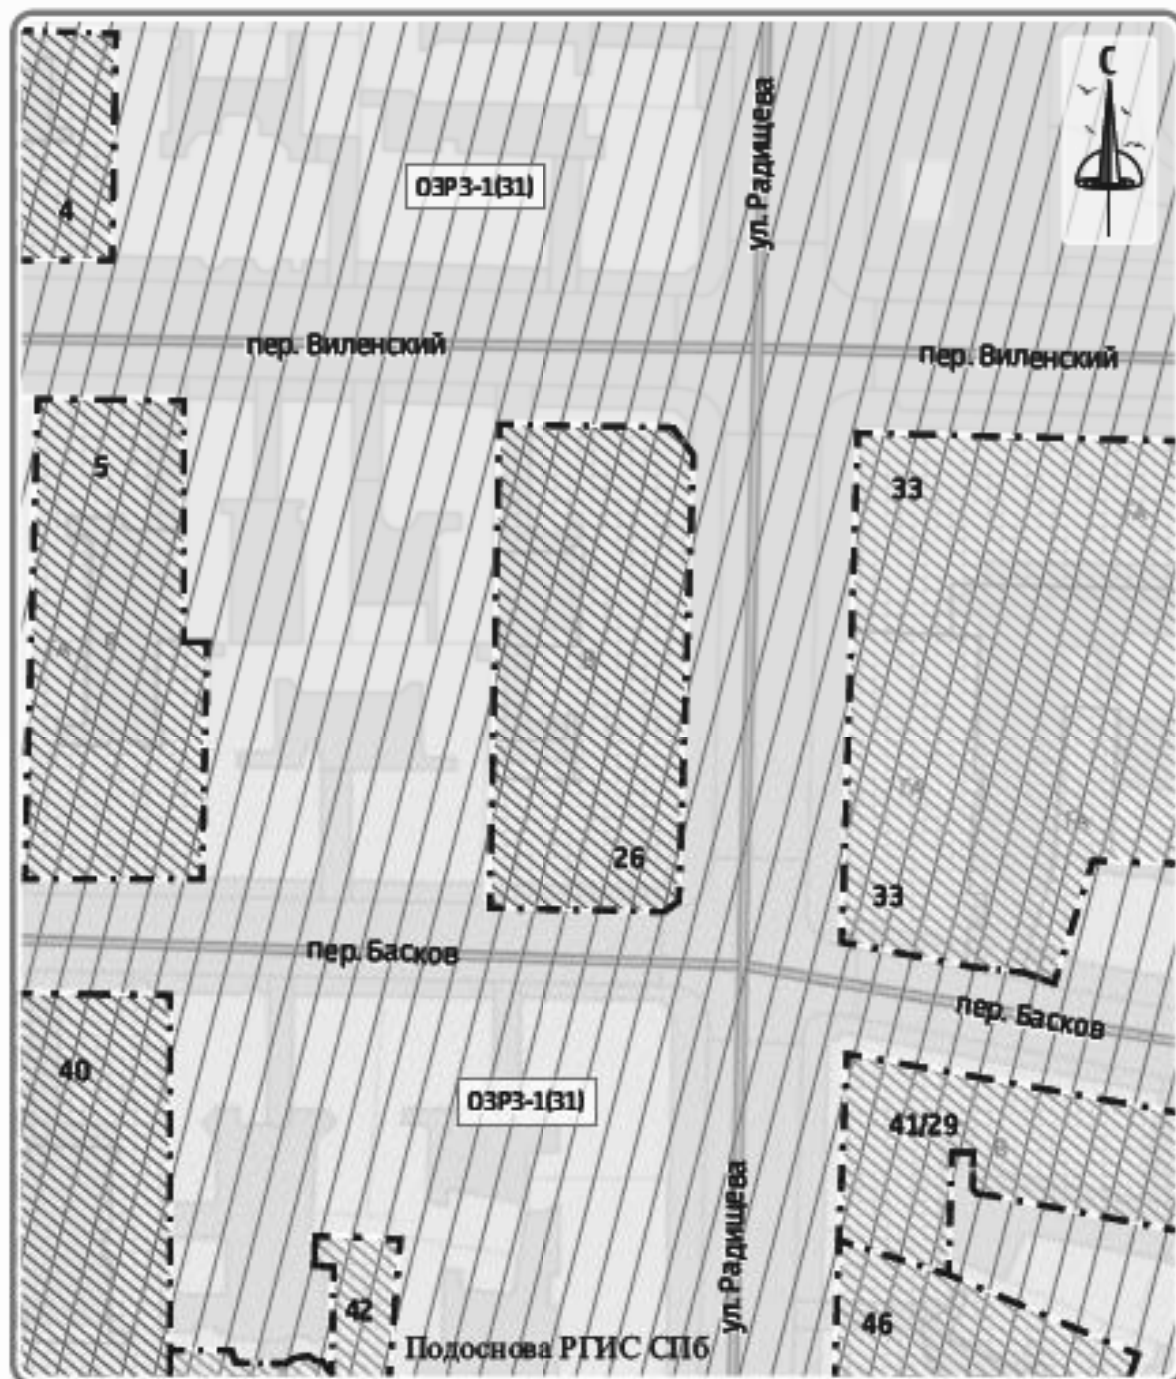 С
ул. Радищева
4
ОЗРЗ-1(31)
пер. Виленский
пер. Виленский
5
33
26
33
пер. Басков
пер. Басков
40
ОЗРЗ-1(31)
41/29
ул. Радищева
42
46
Подоснова РГИС СПб